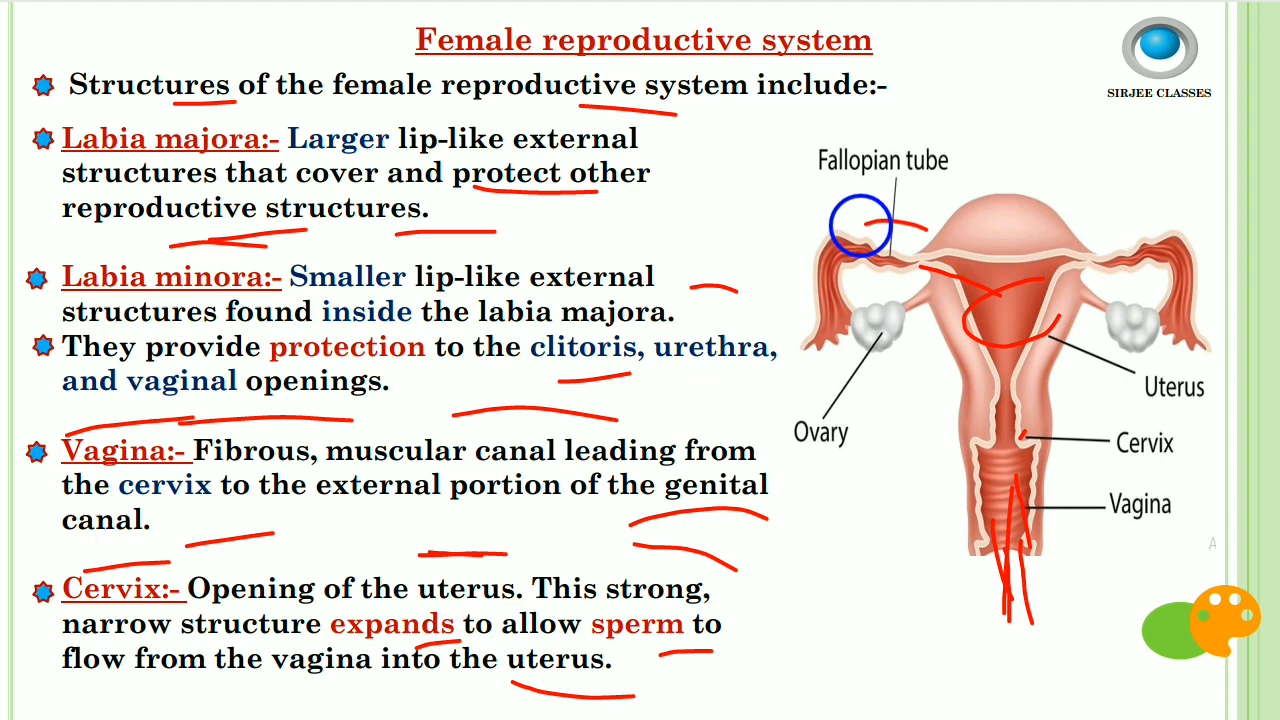 Female reproductive system
SIRJEE CLASSES
Structures of the female reproductive system include:-
Labia majora:- Larger lip-like external
structures that cover and protect other
reproductive structures.
Labia minora:- Smaller lip-like external
structures found inside the labia majora.
They provide protection to the clitoris, urethra,
and vaginal openings.
Vagina:- Fibrous, muscular canal leading from
the cervix to the external portion of the genital
canal.
Cervix:- Opening of the uterus. This strong,
narrow structure expands to allow sperm to
flow from the vagina into the uterus.
Fallopian tube
Uterus
Ovary
Cervix
Vagina
A